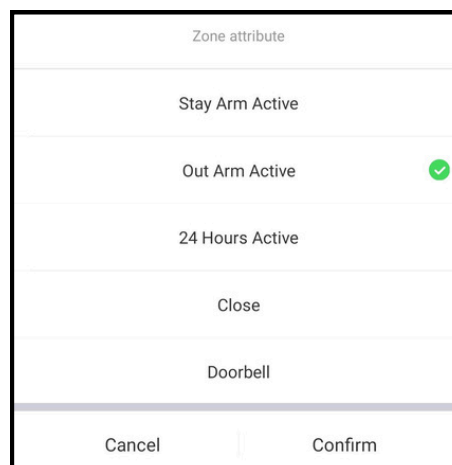 Zone attribute
Stay Arm Active
Out Arm Active
24 Hours Active
Close
Doorbell
Cancel Confirm